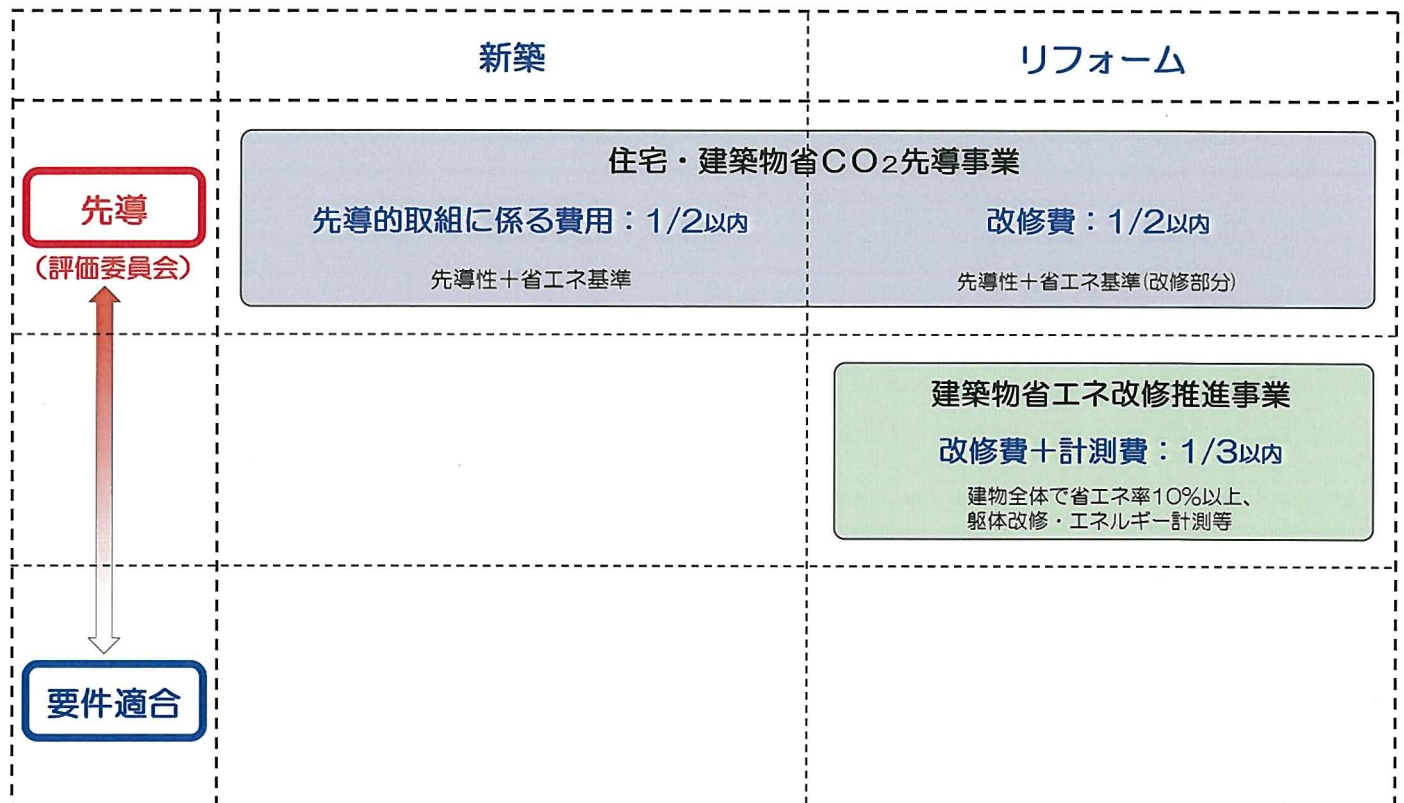 新築
リフォーム
先導
（評価委員会）
住宅・建築物省CO₂先導事業
先導的取組に係る費用：1/2以内
改修費：1/2以内
先導性＋省エネ基準
先導性＋省エネ基準(改修部分)
建築物省エネ改修推進事業
改修費＋計測費：1/3以内
建物全体で省エネ率10%以上、
躯体改修・エネルギー計測等
要件適合